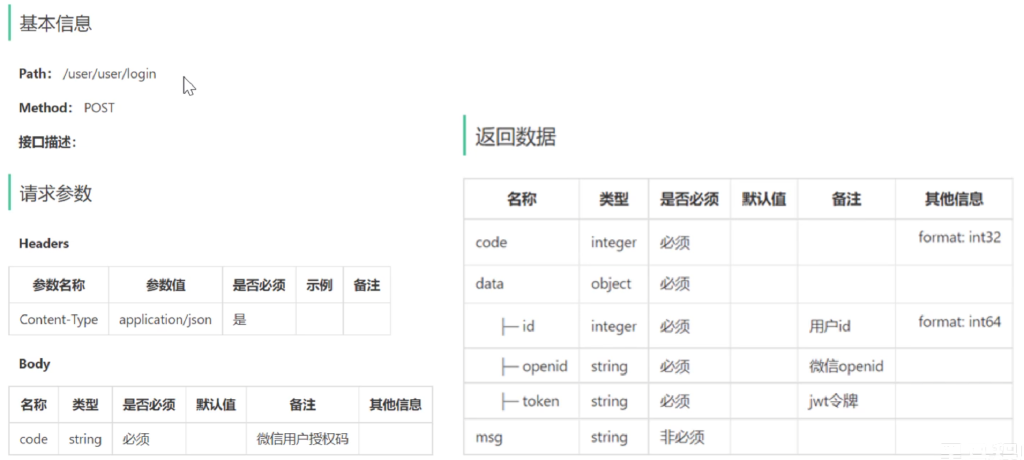 基本信息
Path： /user/user/login
Method： POST
接口描述：
请求参数
Headers
参数名称 参数值 是否必须 示例 备注
Content-Type application/json 是
Body
名称 类型 是否必须 默认值 备注 其他信息
code string 必须 微信用户授权码
返回数据
名称 类型 是否必须 默认值 备注 其他信息
code integer 必须 format: int32
data object 必须
├─ id integer 必须 用户id format: int64
├─ openid string 必须 微信openid
├─ token string 必须 jwt令牌
msg string 非必须